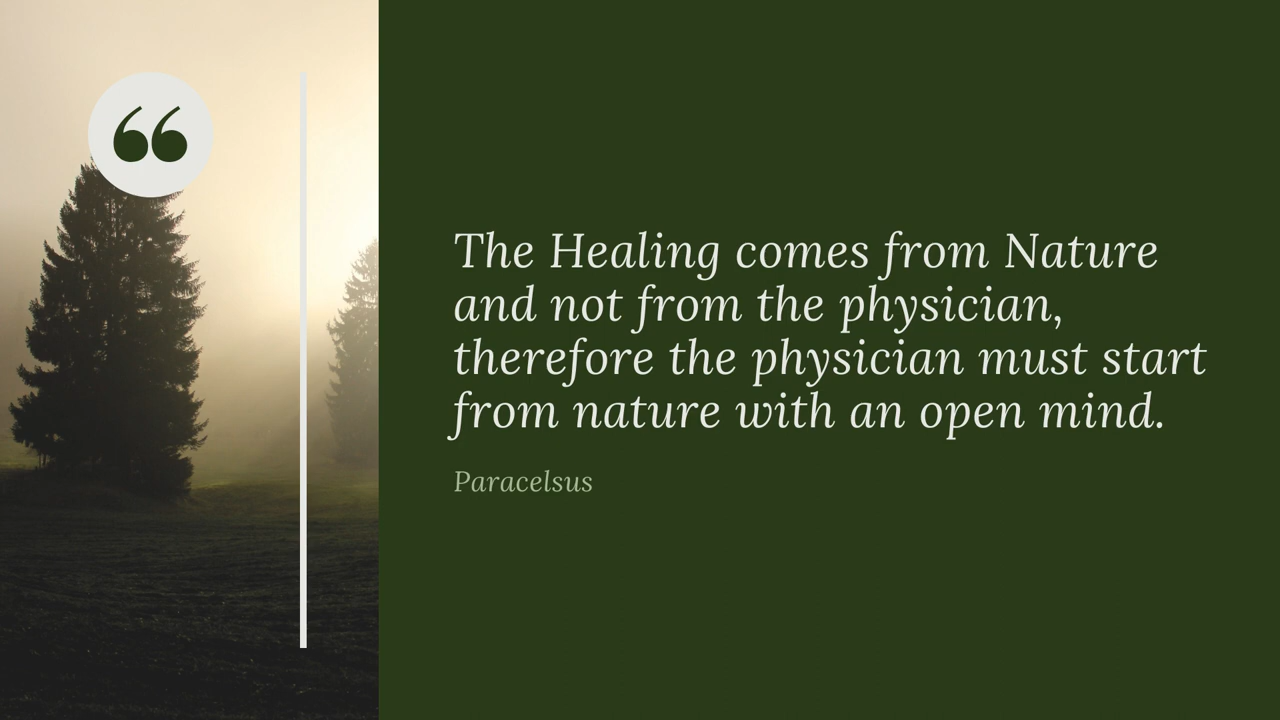 “
The Healing comes from Nature
and not from the physician,
therefore the physician must start
from nature with an open mind.
Paracelsus